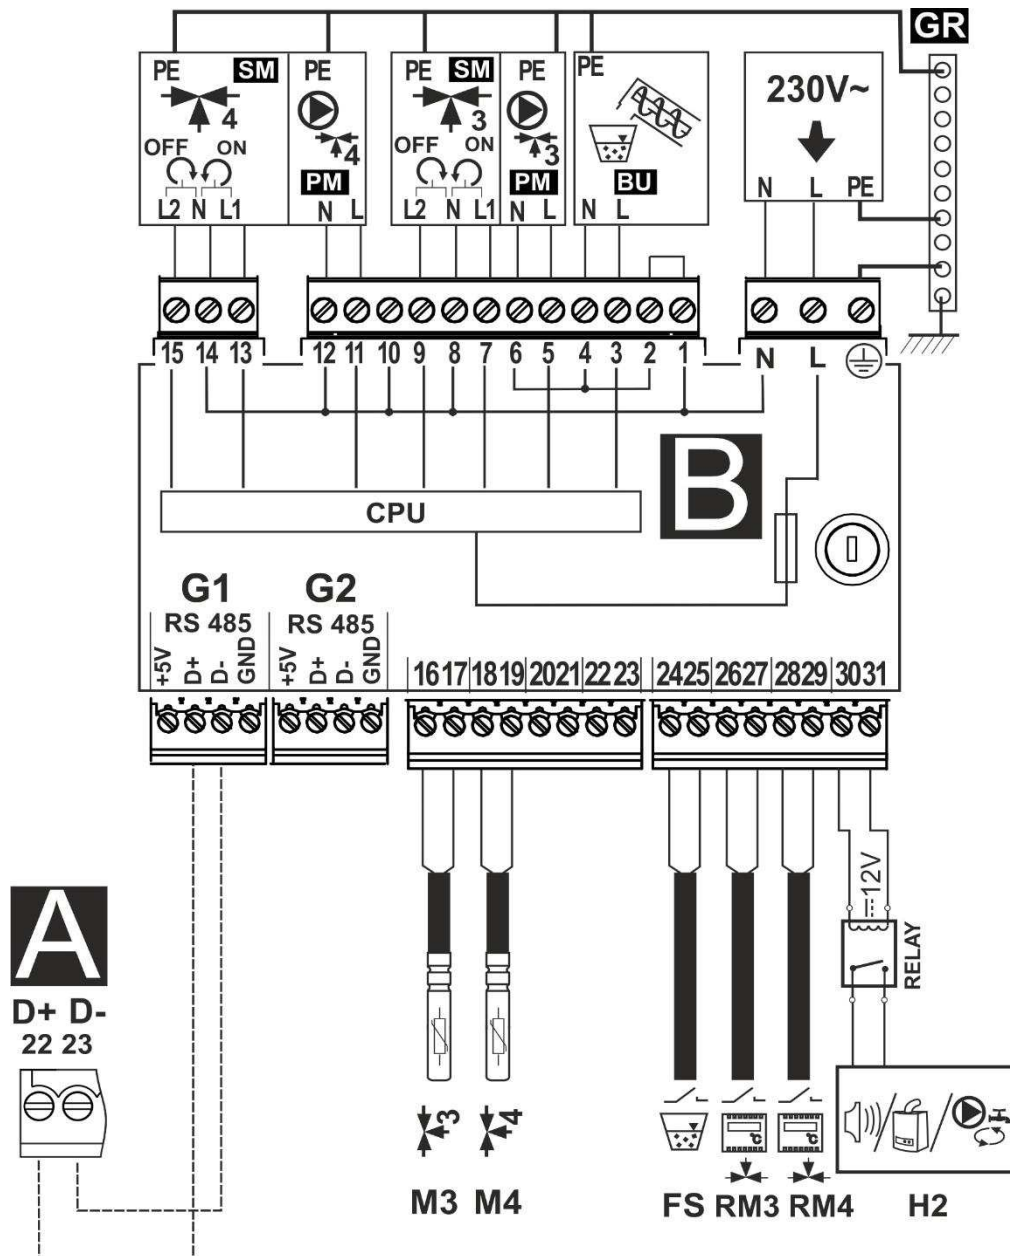 GR
PE SM PE PE SM PE PE
230V~
4 4 3 3
OFF ON OFF ON
PM PM BU
L2 N L1 N L L2 N L1 N L N L N L PE
15 14 13 12 11 10 9 8 7 6 5 4 3 2 1 N L
B
CPU
G1 G2
RS 485 RS 485
+5V D+ D- GND +5V D+ D- GND
16 17 18 19 20 21 22 23 24 25 26 27 28 29 30 31
A
D+ D-
22 23
=12V
RELAY
3 4
°C °C
M3 M4 FS RM3 RM4 H2